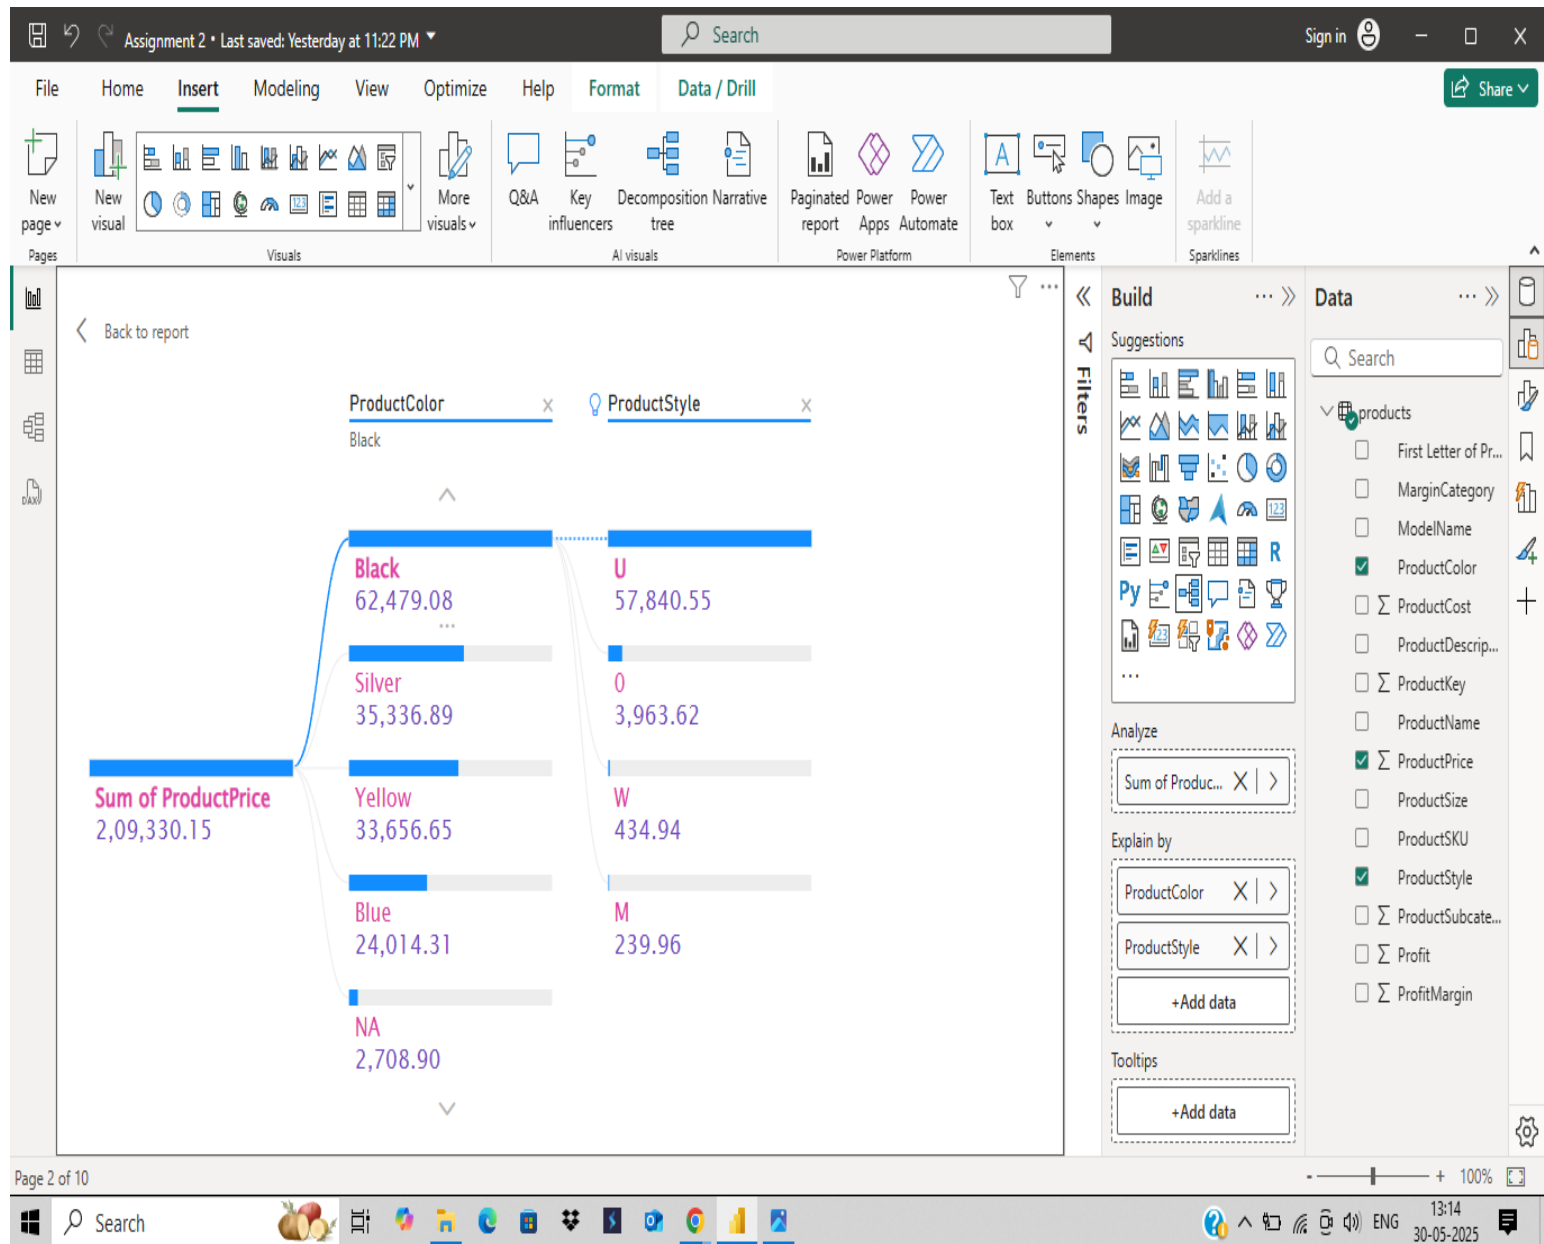 Assignment 2 • Last saved: Yesterday at 11:22 PM
Search
Sign in
File Home Insert Modeling View Optimize Help Format Data / Drill
Share
New page
New visual
More visuals
Q&A
Key influencers
Decomposition tree
Narrative
Paginated report
Power Apps
Power Automate
Text box
Buttons
Shapes
Image
Add a sparkline
Pages
Visuals
AI visuals
Power Platform
Elements
Sparklines
Back to report
ProductColor
Black
ProductStyle
Sum of ProductPrice
2,09,330.15
Black
62,479.08
Silver
35,336.89
Yellow
33,656.65
Blue
24,014.31
NA
2,708.90
U
57,840.55
O
3,963.62
W
434.94
M
239.96
Filters
Build
Suggestions
123
R
Py
123
Analyze
Sum of Produc...
Explain by
ProductColor
ProductStyle
+Add data
Tooltips
+Add data
Data
Search
products
First Letter of Pr...
MarginCategory
ModelName
ProductColor
∑ ProductCost
ProductDescrip...
∑ ProductKey
ProductName
∑ ProductPrice
ProductSize
ProductSKU
ProductStyle
∑ ProductSubcate...
∑ Profit
∑ ProfitMargin
DAX
Page 2 of 10
- + 100%
Search
ENG
13:14
30-05-2025